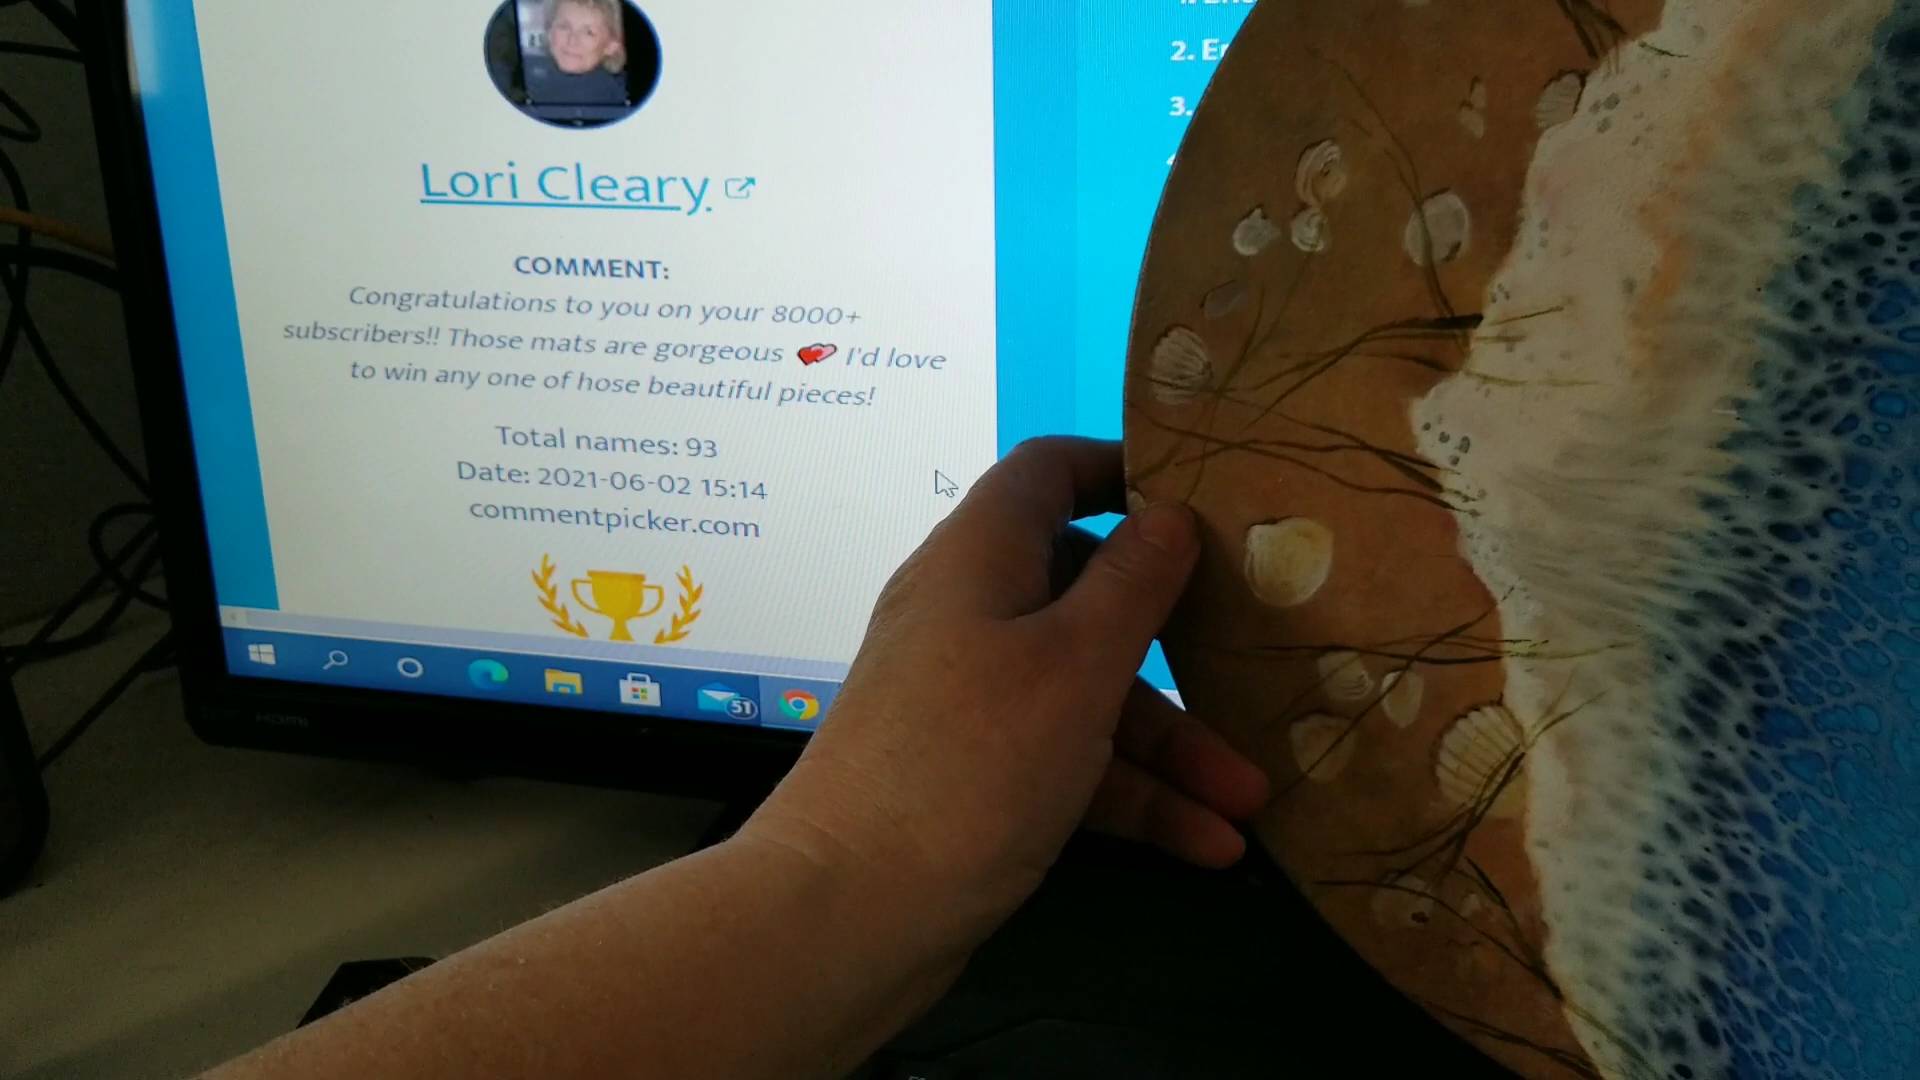 Lori Cleary
COMMENT:
Congratulations to you on your 8000+
subscribers!! Those mats are gorgeous 💕 I'd love
to win any one of hose beautiful pieces!
Total names: 93
Date: 2021-06-02 15:14
commentpicker.com
2.
3.
51
HDMI